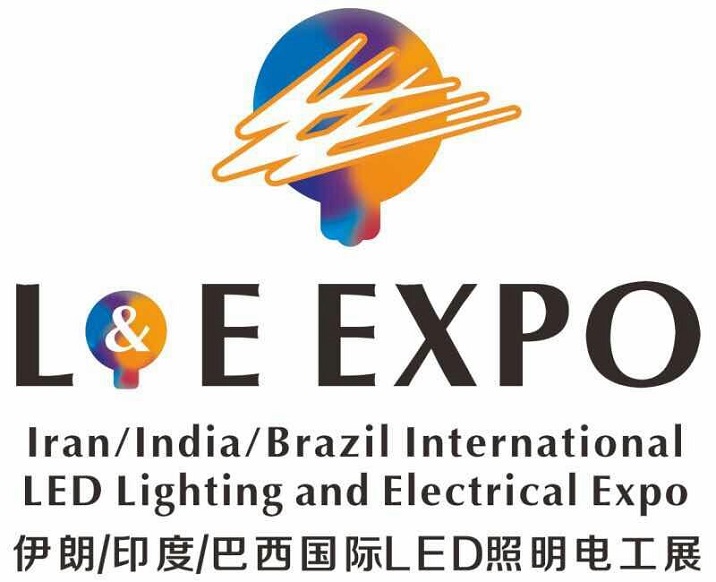 L&E EXPO
Iran/India/Brazil International
LED Lighting and Electrical Expo
伊朗/印度/巴西国际LED照明电工展